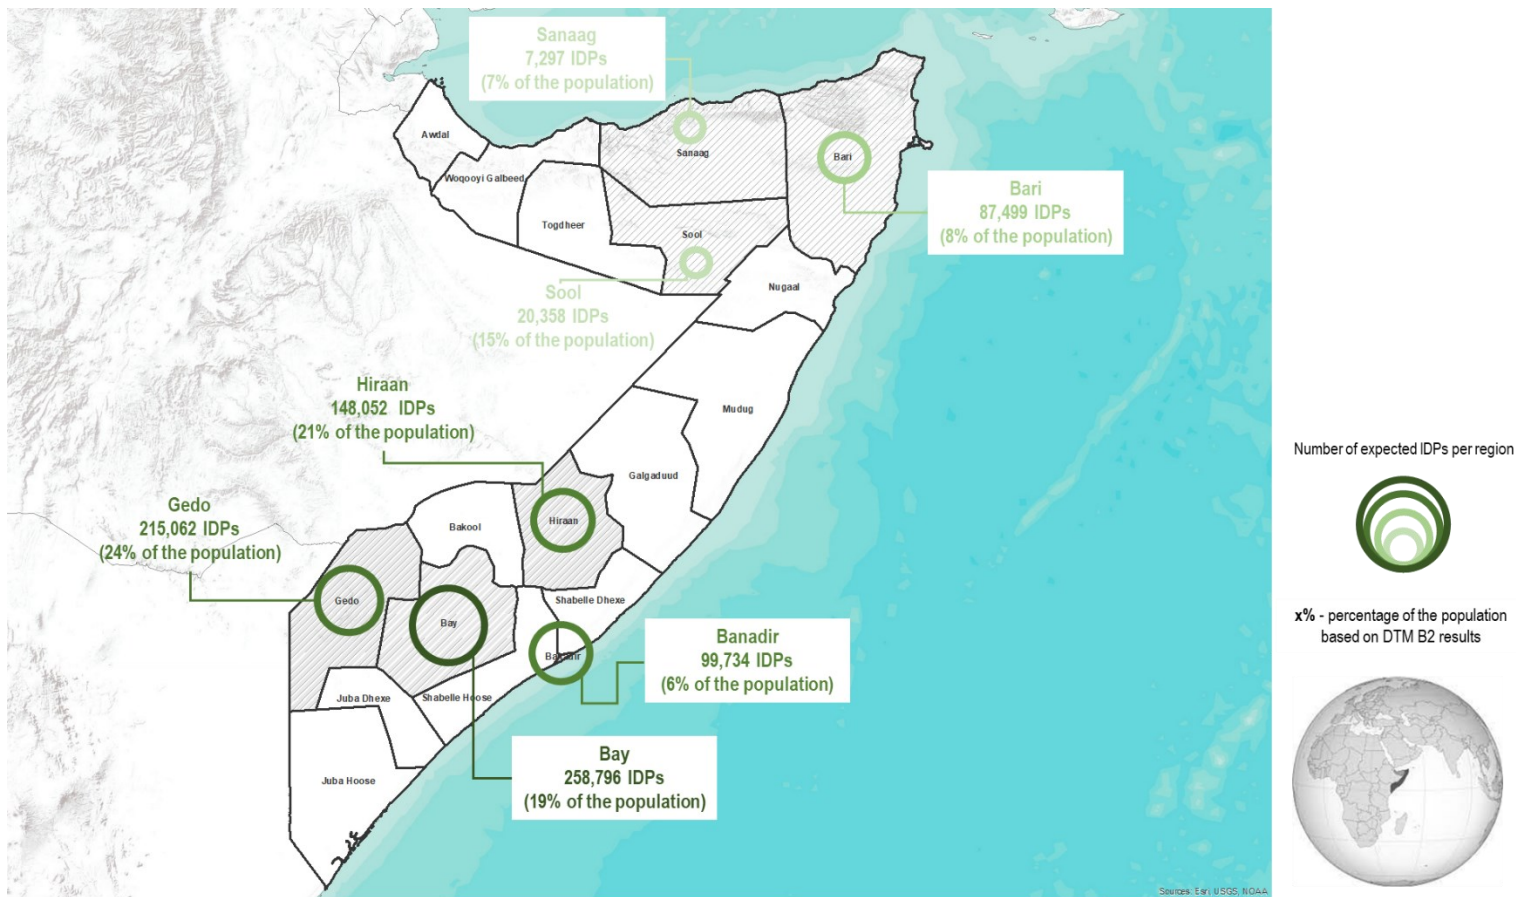 Sanaag
7,297 IDPs
(7% of the population)
Awdal
Woqooyi Galbeed
Togdheer
Sanaag
Bari
Bari
87,499 IDPs
(8% of the population)
Sool
Nugaal
Sool
20,358 IDPs
(15% of the population)
Hiraan
148,052 IDPs
(21% of the population)
Mudug
Galgaduud
Gedo
215,062 IDPs
(24% of the population)
Bakool
Hiraan
Gedo
Bay
Shabelle Dhexe
Banadir
Banadir
99,734 IDPs
(6% of the population)
Juba Dhexe
Shabelle Hoose
Juba Hoose
Bay
258,796 IDPs
(19% of the population)
Sources: Esri, USGS, NOAA
Number of expected IDPs per region
x% - percentage of the population
based on DTM B2 results